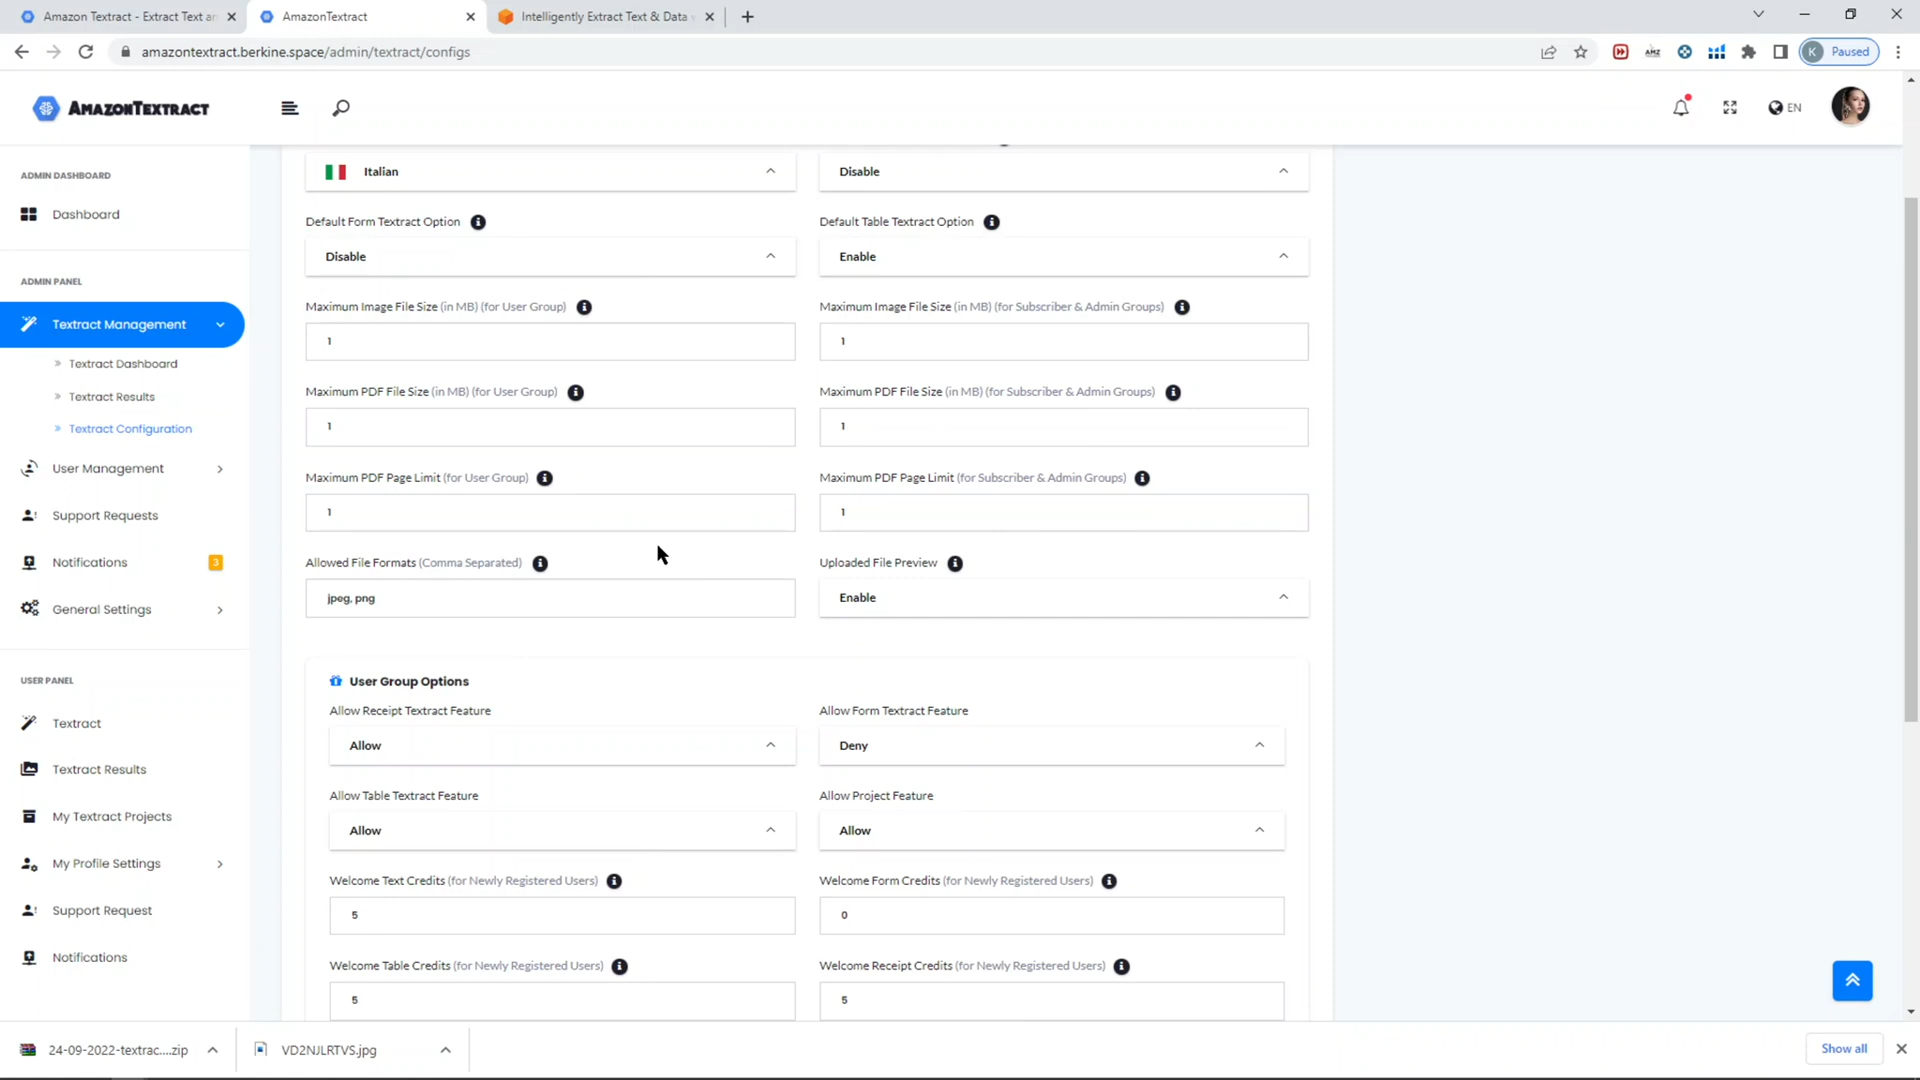 Amazon Textract - Extract Text an
AmazonTextract
Intelligently Extract Text & Data
amazontextract.berkine.space/admin/textract/configs
K Paused
AMAZONTEXTRACT
EN
ADMIN DASHBOARD
Dashboard
ADMIN PANEL
Textract Management
Textract Dashboard
Textract Results
Textract Configuration
User Management
Support Requests
Notifications 3
General Settings
USER PANEL
Textract
Textract Results
My Textract Projects
My Profile Settings
Support Request
Notifications
Italian
Disable
Default Form Textract Option
Default Table Textract Option
Disable
Enable
Maximum Image File Size (in MB) (for User Group)
Maximum Image File Size (in MB) (for Subscriber & Admin Groups)
1
1
Maximum PDF File Size (in MB) (for User Group)
Maximum PDF File Size (in MB) (for Subscriber & Admin Groups)
1
1
Maximum PDF Page Limit (for User Group)
Maximum PDF Page Limit (for Subscriber & Admin Groups)
1
1
Allowed File Formats (Comma Separated)
Uploaded File Preview
jpeg, png
Enable
User Group Options
Allow Receipt Textract Feature
Allow Form Textract Feature
Allow
Deny
Allow Table Textract Feature
Allow Project Feature
Allow
Allow
Welcome Text Credits (for Newly Registered Users)
Welcome Form Credits (for Newly Registered Users)
5
0
Welcome Table Credits (for Newly Registered Users)
Welcome Receipt Credits (for Newly Registered Users)
5
5
24-09-2022-textrac....zip
VD2NJLRTVS.jpg
Show all